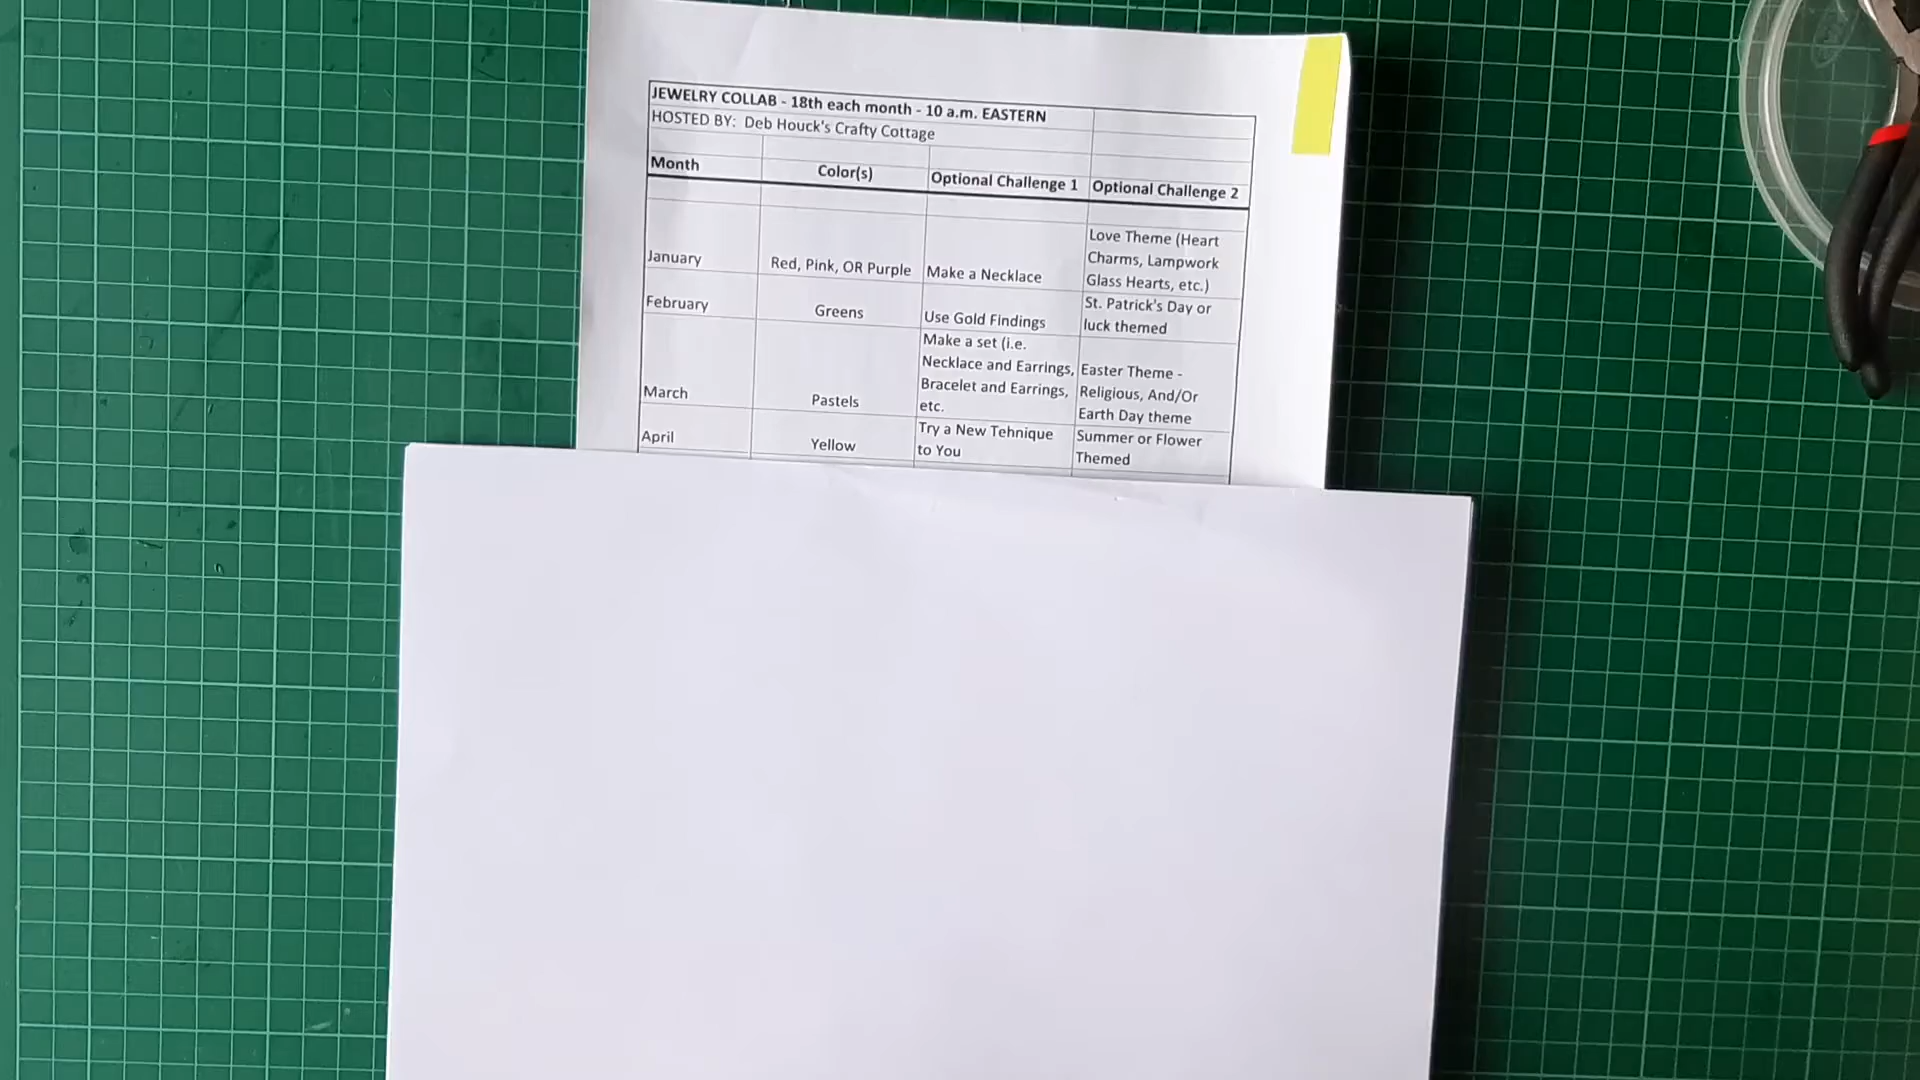 JEWELRY COLLAB - 18th each month - 10 a.m. EASTERN
HOSTED BY: Deb Houck's Crafty Cottage
Month Color(s) Optional Challenge 1 Optional Challenge 2
January Red, Pink, OR Purple Make a Necklace Love Theme (Heart
Charms, Lampwork
Glass Hearts, etc.)
February Greens Use Gold Findings St. Patrick's Day or
luck themed
March Pastels Make a set (i.e.
Necklace and Earrings,
Bracelet and Earrings,
etc.
Easter Theme -
Religious, And/Or
Earth Day theme
April Yellow Try a New Tehnique
to You
Summer or Flower
Themed